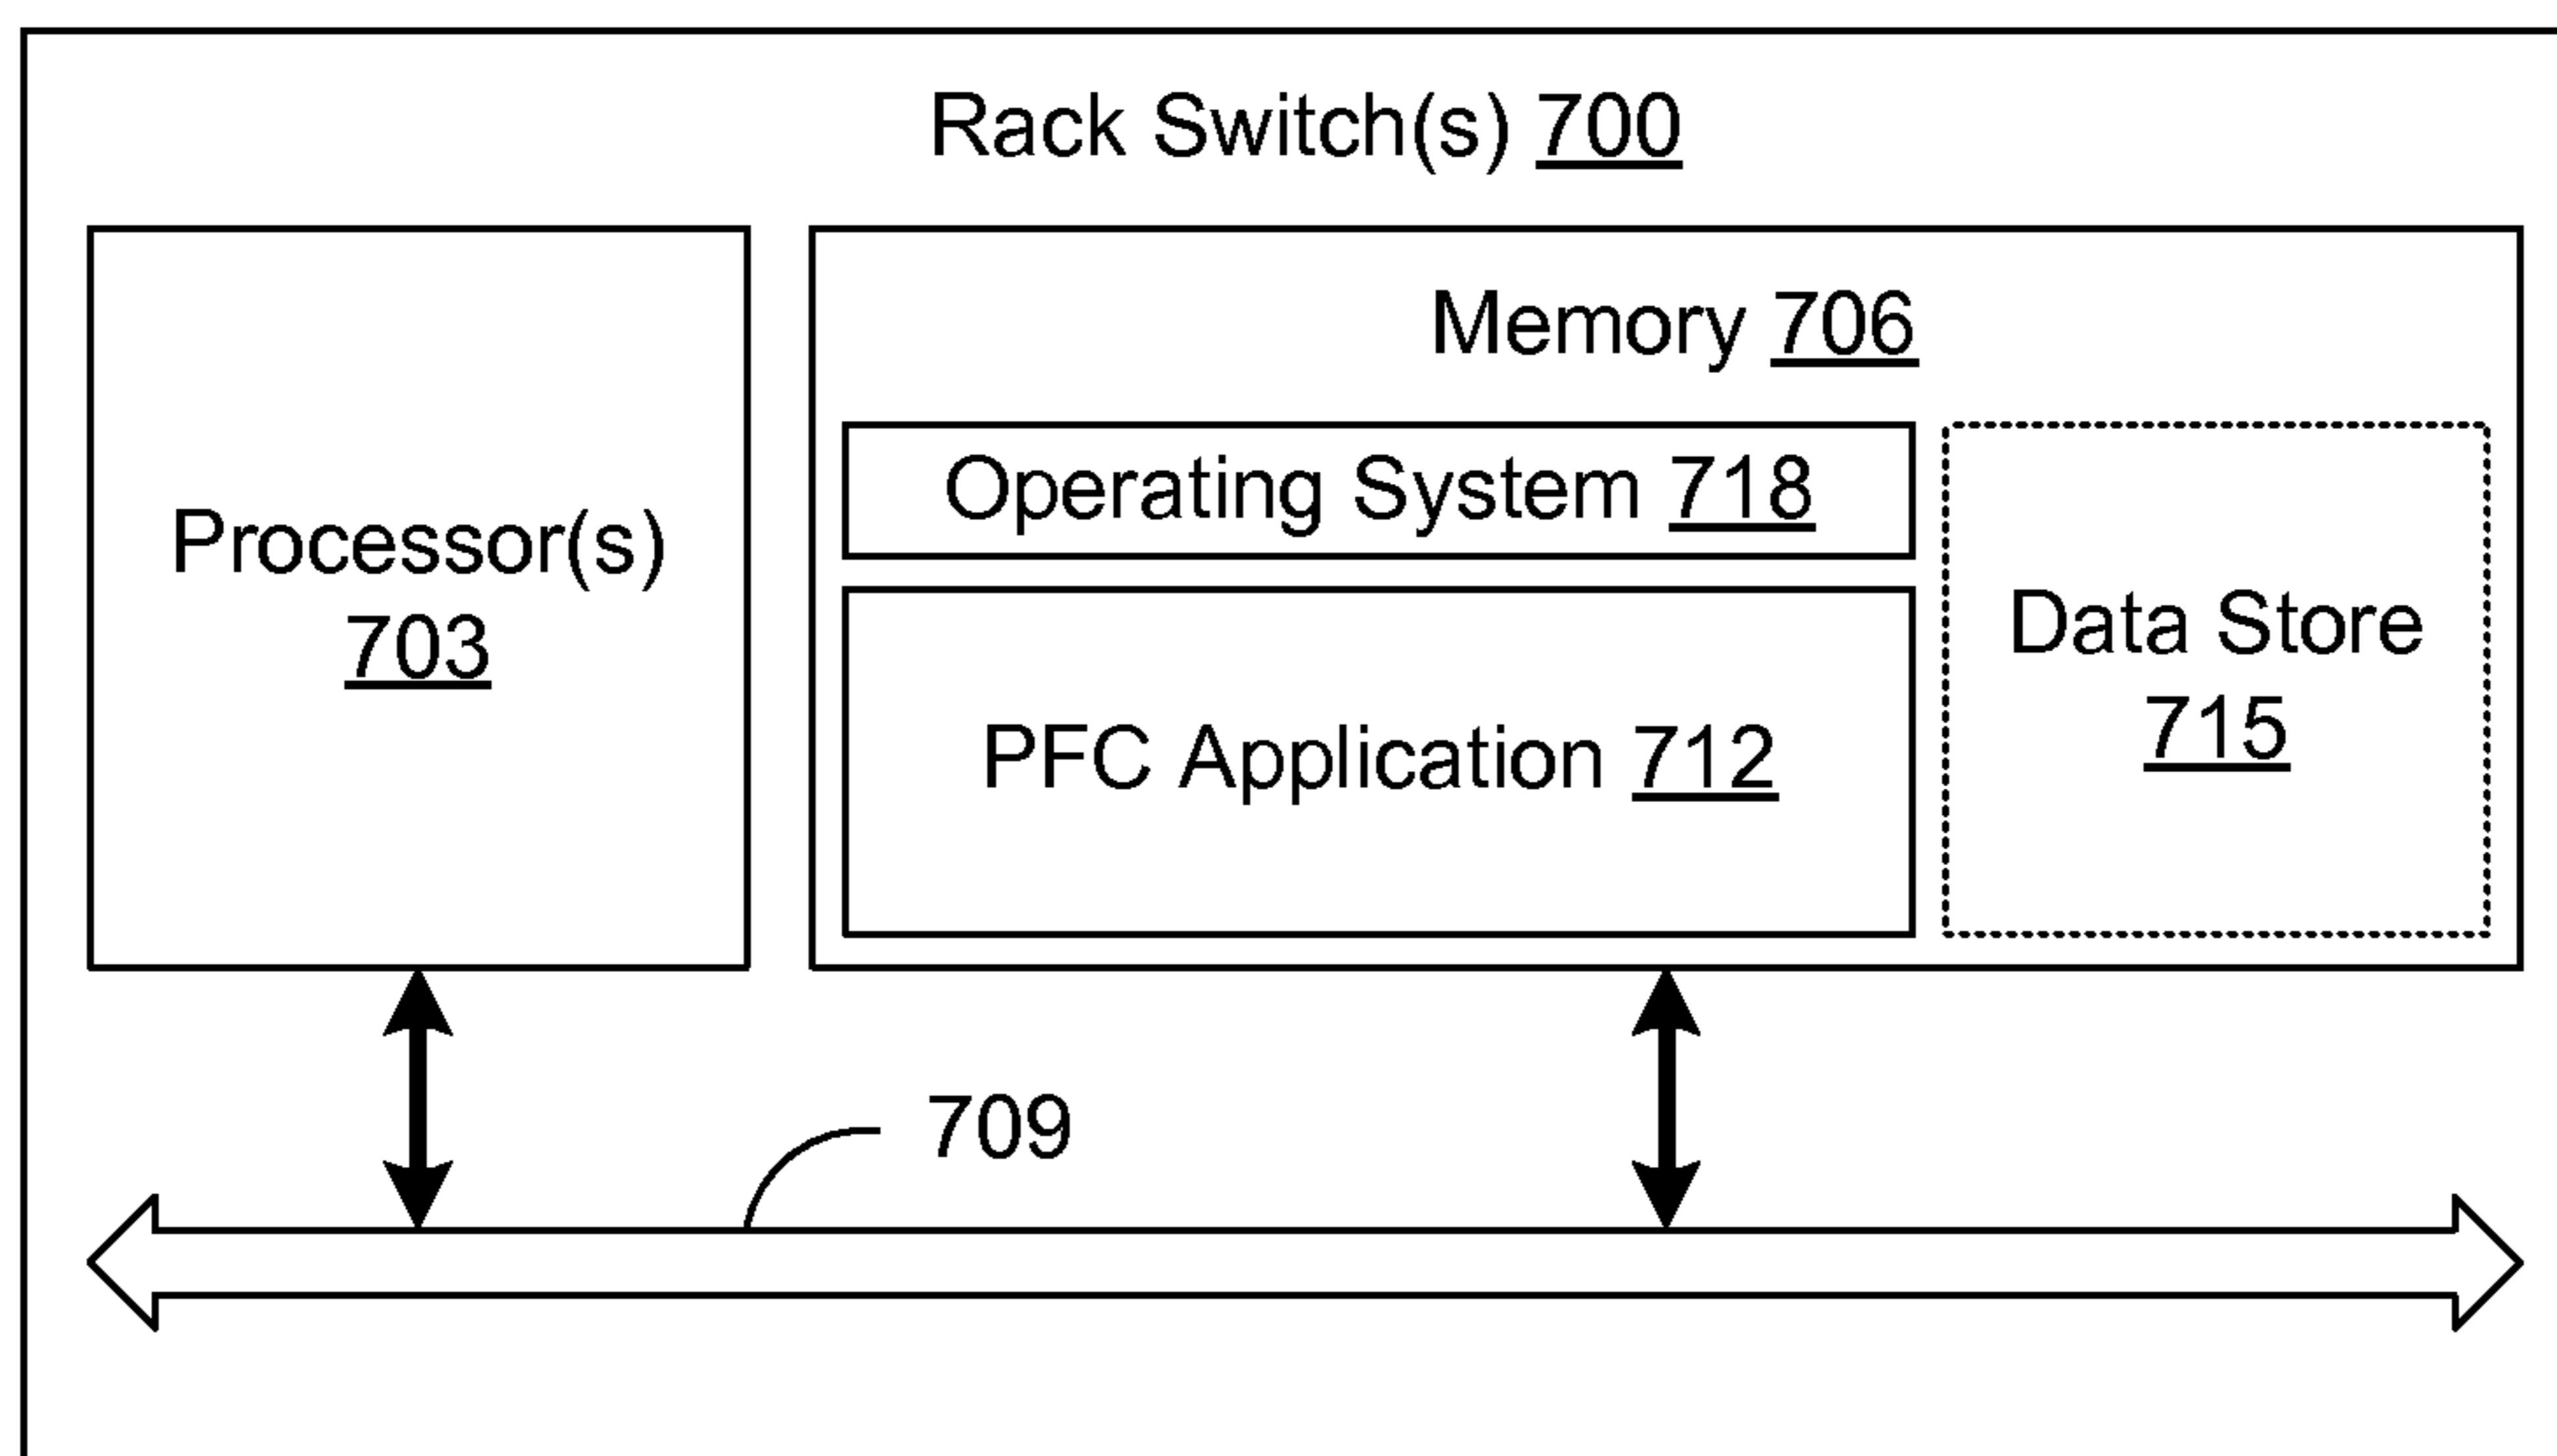 Rack Switch(s) 700
Processor(s)
703
Memory 706
Operating System 718
PFC Application 712
Data Store
715
709